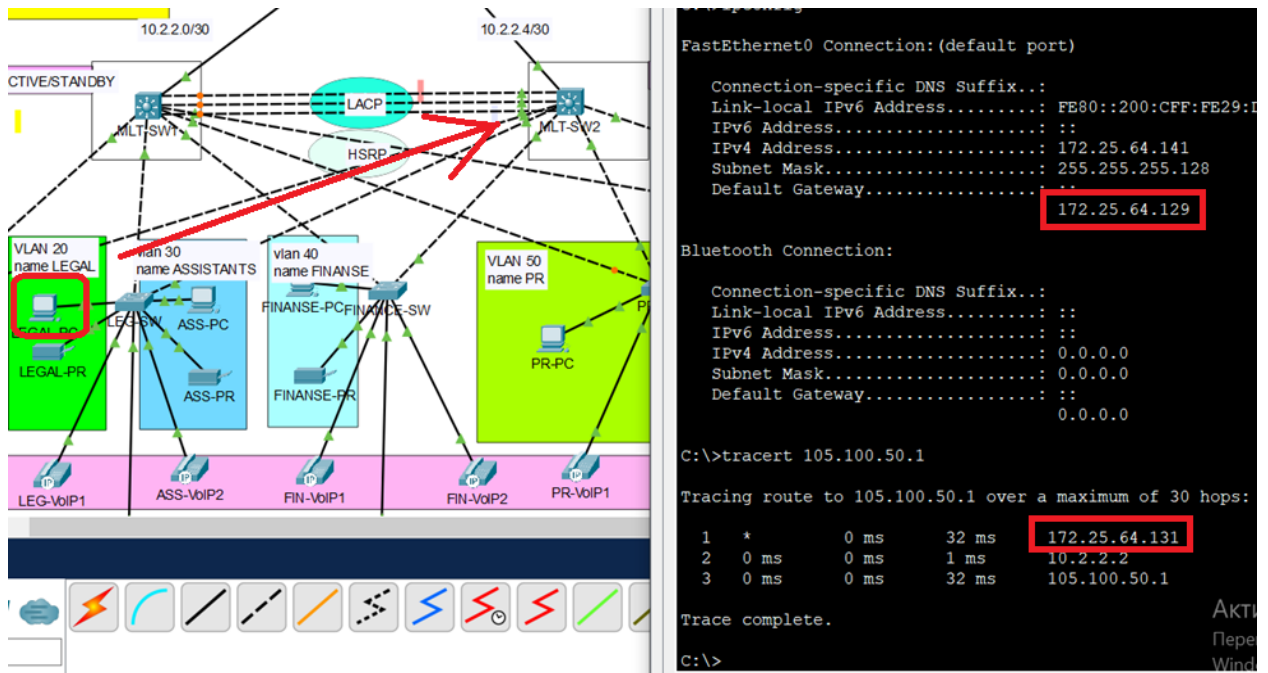 10.2.2.0/30
10.2.2.4/30
CTIVE/STANDBY
LACP
MLT-SW1
MLT-SW2
HSRP
VLAN 20
name LEGAL
vlan 30
name ASSISTANTS
vlan 40
name FINANSE
VLAN 50
name PR
LEGAL-PC
LEG-SW
ASS-PC
FINANSE-PC
FINANCE-SW
PR-PC
LEGAL-PR
ASS-PR
FINANSE-PR
LEG-VoIP1
ASS-VoIP2
FIN-VoIP1
FIN-VoIP2
PR-VoIP1
FastEthernet0 Connection:(default port)
Connection-specific DNS Suffix..:
Link-local IPv6 Address.........: FE80::200:CFF:FE29:D
IPv6 Address....................: ::
IPv4 Address....................: 172.25.64.141
Subnet Mask.....................: 255.255.255.128
Default Gateway.................: ::
172.25.64.129
Bluetooth Connection:
Connection-specific DNS Suffix..:
Link-local IPv6 Address.........: ::
IPv6 Address....................: ::
IPv4 Address....................: 0.0.0.0
Subnet Mask.....................: 0.0.0.0
Default Gateway.................: ::
0.0.0.0
C:\>tracert 105.100.50.1
Tracing route to 105.100.50.1 over a maximum of 30 hops:
1 * 0 ms 32 ms 172.25.64.131
2 0 ms 0 ms 1 ms 10.2.2.2
3 0 ms 0 ms 32 ms 105.100.50.1
Trace complete.
C:\>
Акти
Пере
Windo